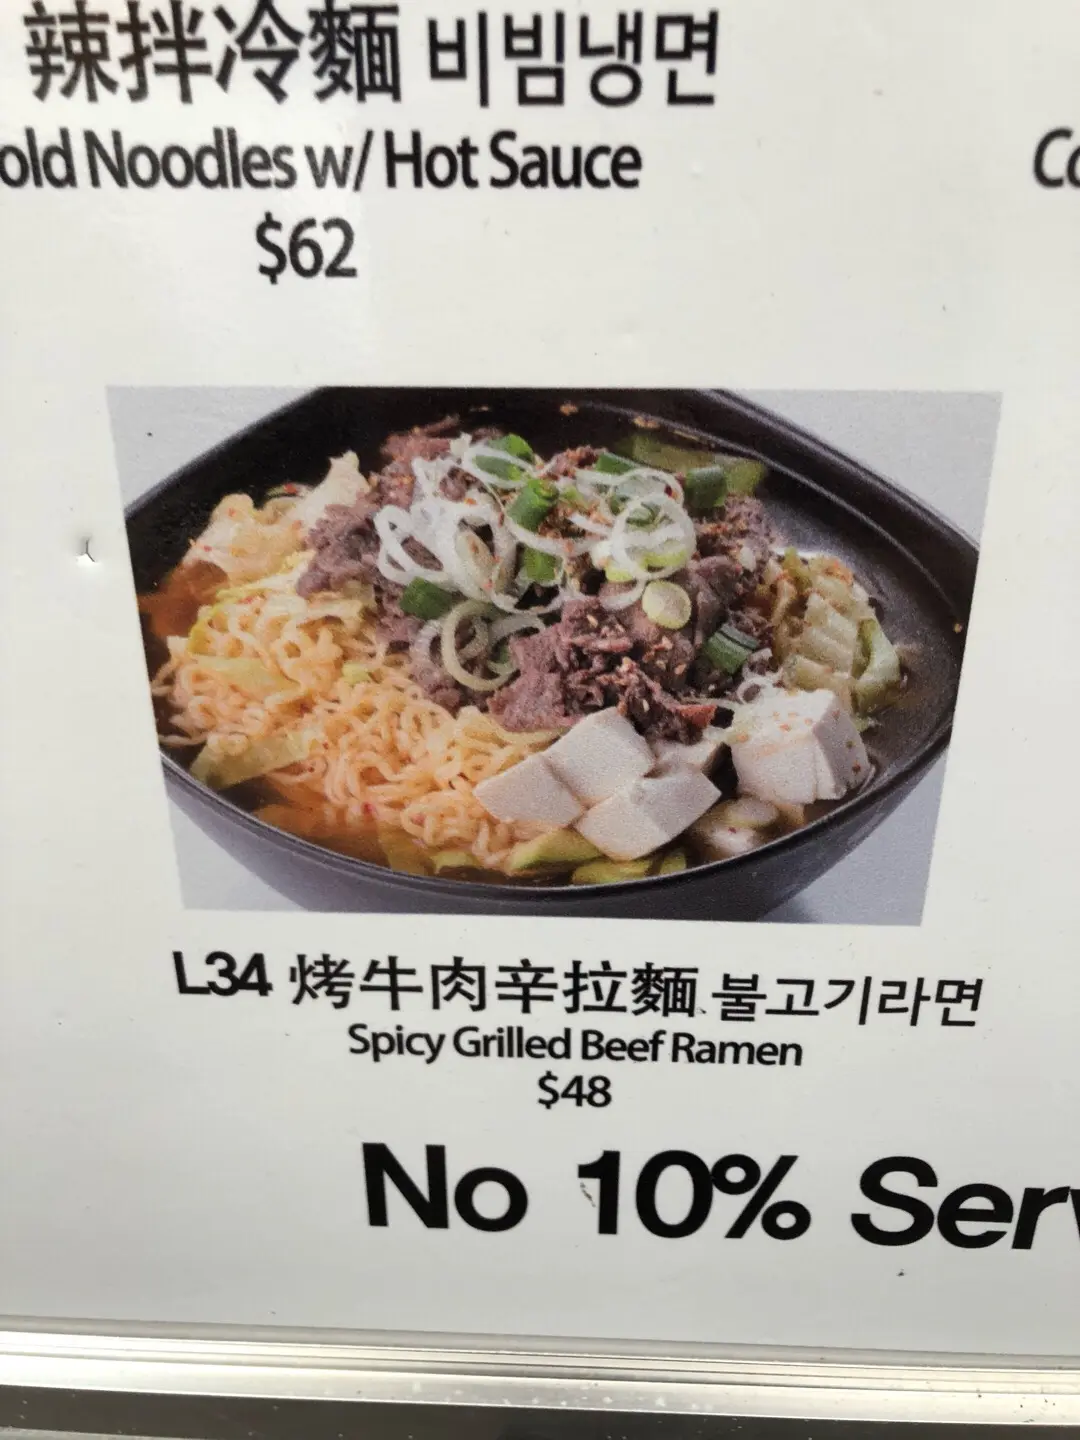 辣拌冷麵 비빔냉면
old Noodles w/ Hot Sauce
$62
L34 烤牛肉辛拉麵 불고기라면
Spicy Grilled Beef Ramen
$48
No 10%